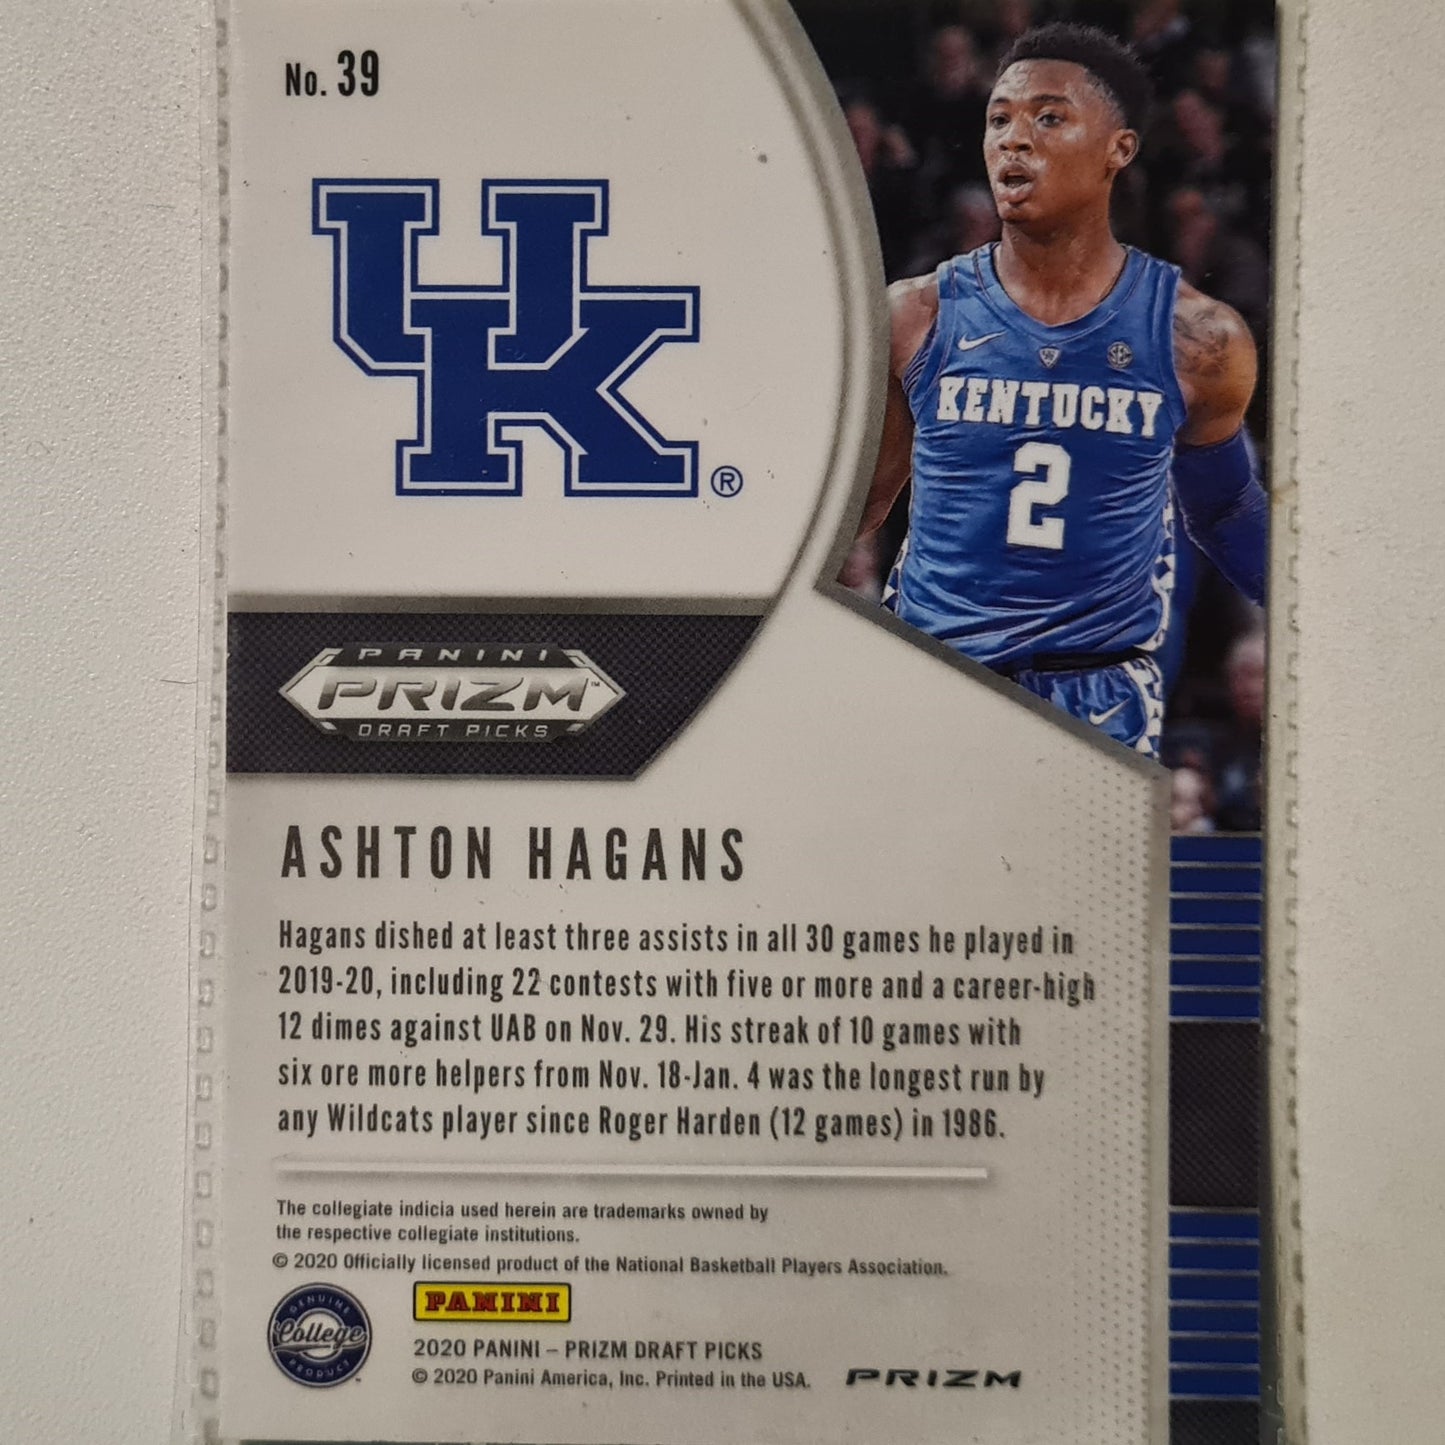 No. 39
UK®
KENTUCKY
2
PANINI
PRIZM™
DRAFT PICKS
ASHTON HAGANS
Hagans dished at least three assists in all 30 games he played in
2019-20, including 22 contests with five or more and a career-high
12 dimes against UAB on Nov. 29. His streak of 10 games with
six ore more helpers from Nov. 18-Jan. 4 was the longest run by
any Wildcats player since Roger Harden (12 games) in 1986.
The collegiate indicia used herein are trademarks owned by
the respective collegiate institutions.
© 2020 Officially licensed product of the National Basketball Players Association.
GENUINE
College
PRODUCT
PANINI
2020 PANINI – PRIZM DRAFT PICKS
© 2020 Panini America, Inc. Printed in the USA.
PRIZM